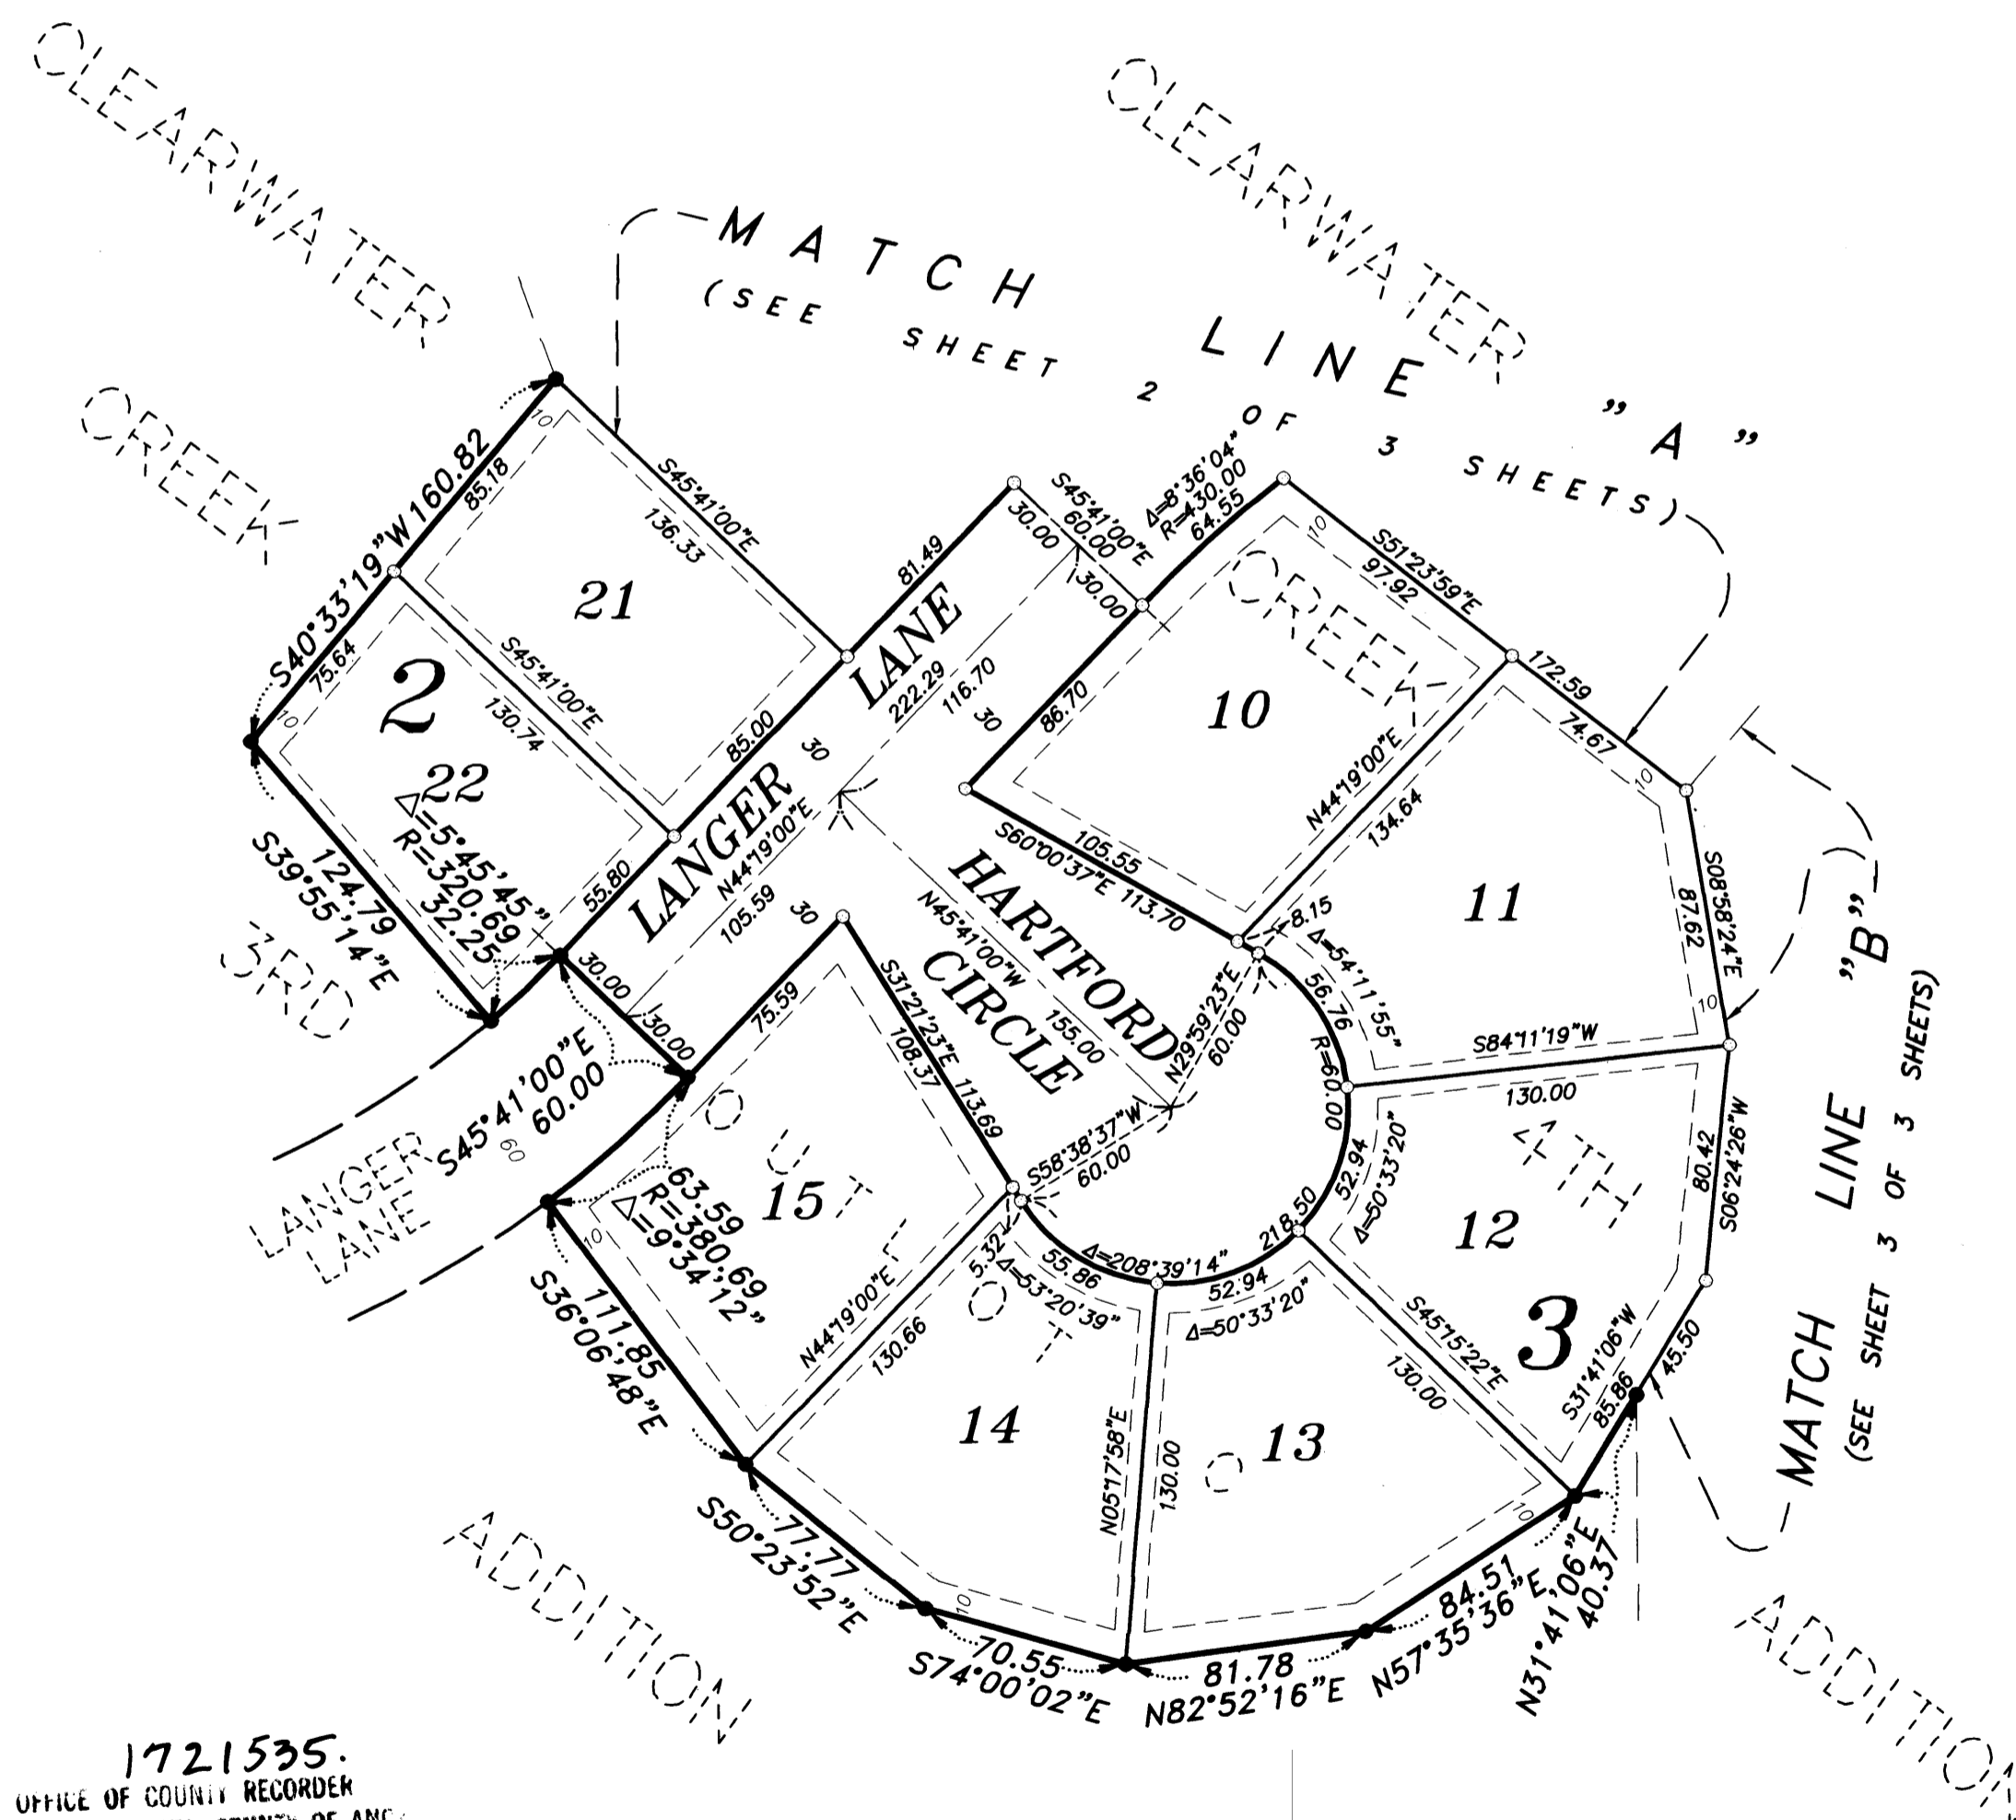 CLEARWATER
CLEARWATER
MATCH LINE "A"
(SEE SHEET 2 OF 3 SHEETS)
CREEK
CREEK
S40°33'19"W 160.82
85.18
75.64
10
10
S45°41'00"E
136.33
21
S45°41'00"E
130.74
2
22
Δ=5°45'45"
R=320.69
32.25
55.80
85.00
81.49
124.79
S39°55'14"E
3RD
LANGER LANE
30
N44°19'00"E
105.59
30
222.29
116.70
30
30.00
S45°41'00"E
60.00
30.00
Δ=8°36'04"
R=430.00
64.55
10
S51°23'59"E
97.92
172.59
74.67
10
10
86.70
N44°19'00"E
134.64
105.55
S60°00'37"E 113.70
HARTFORD
CIRCLE
N45°41'00"W
155.00
N29°59'23"E
60.00
8.15
Δ=54°11'55"
56.76
R=60.00
11
S08°58'24"E
87.62
10
S84°11'19"W
130.00
MATCH LINE "B"
(SEE SHEET 3 OF 3 SHEETS)
30.00
30.00
S45°41'00"E
60.00
60
LANGER
LANE
75.59
S31°21'23"E 113.69
108.37
S58°38'37"W
60.00
5.32
OUTLOT
15
63.59
R=380.69
Δ=9°34'12"
10
111.85
S36°06'48"E
N44°19'00"E
130.66
Δ=53°20'39"
55.86
Δ=208°39'14"
218.50
52.94
Δ=50°33'20"
52.94
Δ=50°33'20"
4TH
12
80.42
S06°24'26"W
3
S45°15'22"E
130.00
S31°41'06"W
85.86
45.50
14
N05°17'58"E
130.00
O
13
10
10
77.77
S50°23'52"E
70.55
S74°00'02"E
81.78
N82°52'16"E
84.51
N57°35'36"E,
N31°41'06"E
40.37
ADDITION
ADDITION
1721535.
OFFICE OF COUNTY RECORDER
COUNTY OF